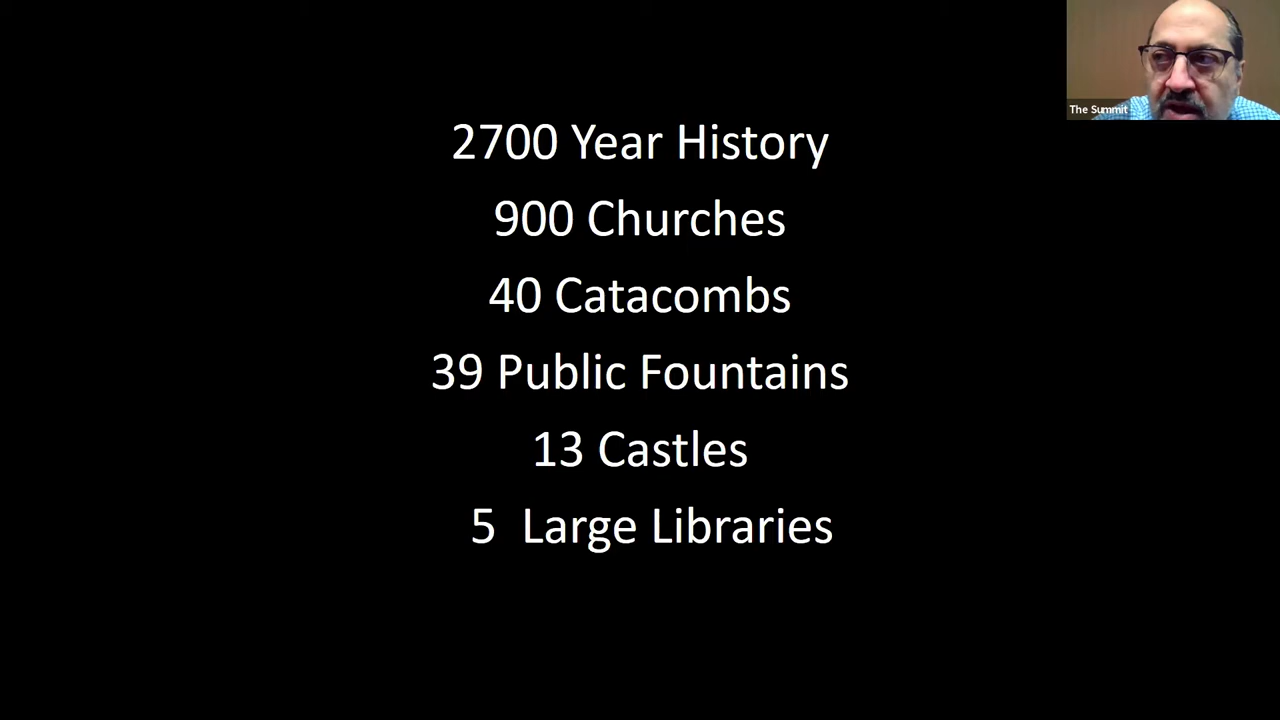 The Summit
2700 Year History
900 Churches
40 Catacombs
39 Public Fountains
13 Castles
5  Large Libraries